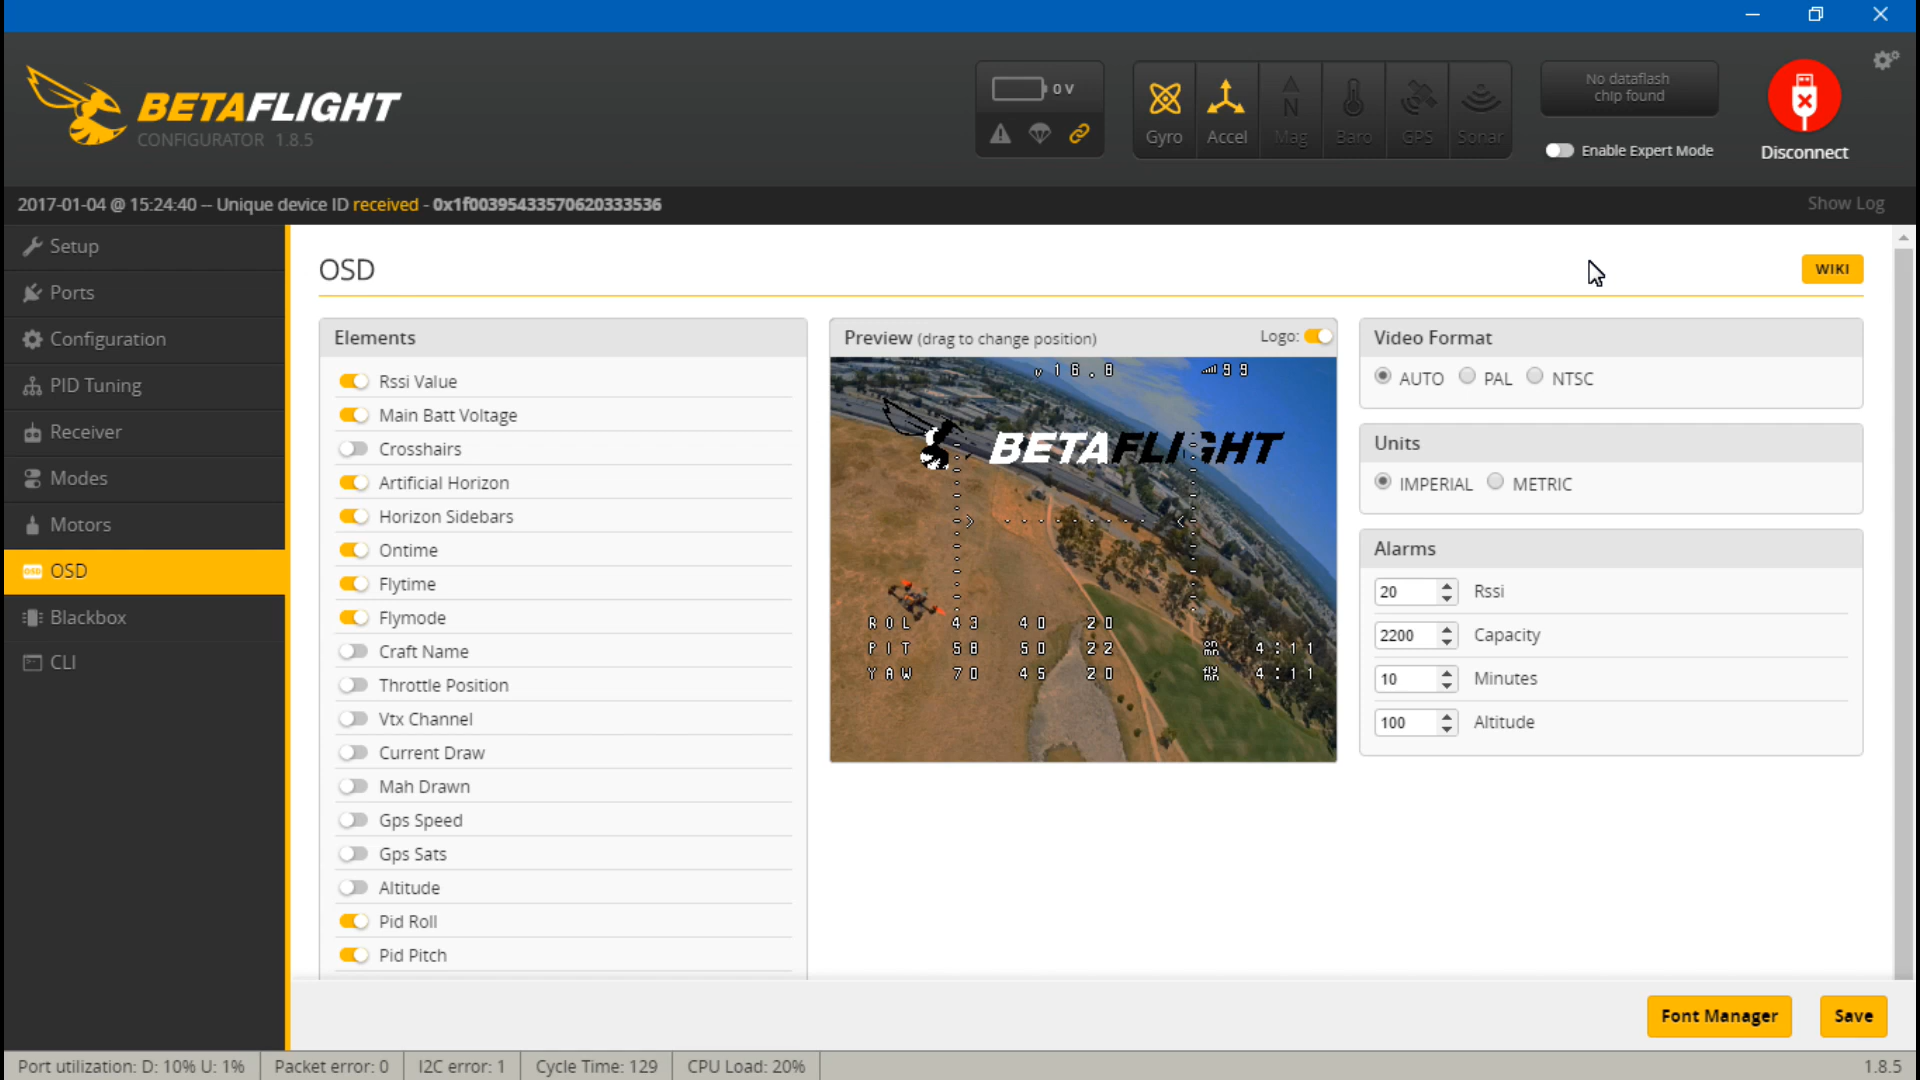 0 V
BETAFLIGHT
CONFIGURATOR 1.8.5
Gyro Accel Mag Baro GPS Sonar
No dataflash
chip found
Enable Expert Mode
Disconnect
2017-01-04 @ 15:24:40 -- Unique device ID received - 0x1f00395433570620333536
Show Log
Setup
Ports
Configuration
PID Tuning
Receiver
Modes
Motors
OSD
Blackbox
CLI
OSD
WIKI
Elements
Rssi Value
Main Batt Voltage
Crosshairs
Artificial Horizon
Horizon Sidebars
Ontime
Flytime
Flymode
Craft Name
Throttle Position
Vtx Channel
Current Draw
Mah Drawn
Gps Speed
Gps Sats
Altitude
Pid Roll
Pid Pitch
Preview (drag to change position)
Logo:
v 16.8 99
BETAFLIGHT
ROL 43 40 20
PIT 58 50 22 on mn 4:11
YAW 70 45 20 fly mn 4:11
Video Format
AUTO PAL NTSC
Units
IMPERIAL METRIC
Alarms
20 Rssi
2200 Capacity
10 Minutes
100 Altitude
Font Manager
Save
Port utilization: D: 10% U: 1% Packet error: 0 I2C error: 1 Cycle Time: 129 CPU Load: 20% 1.8.5